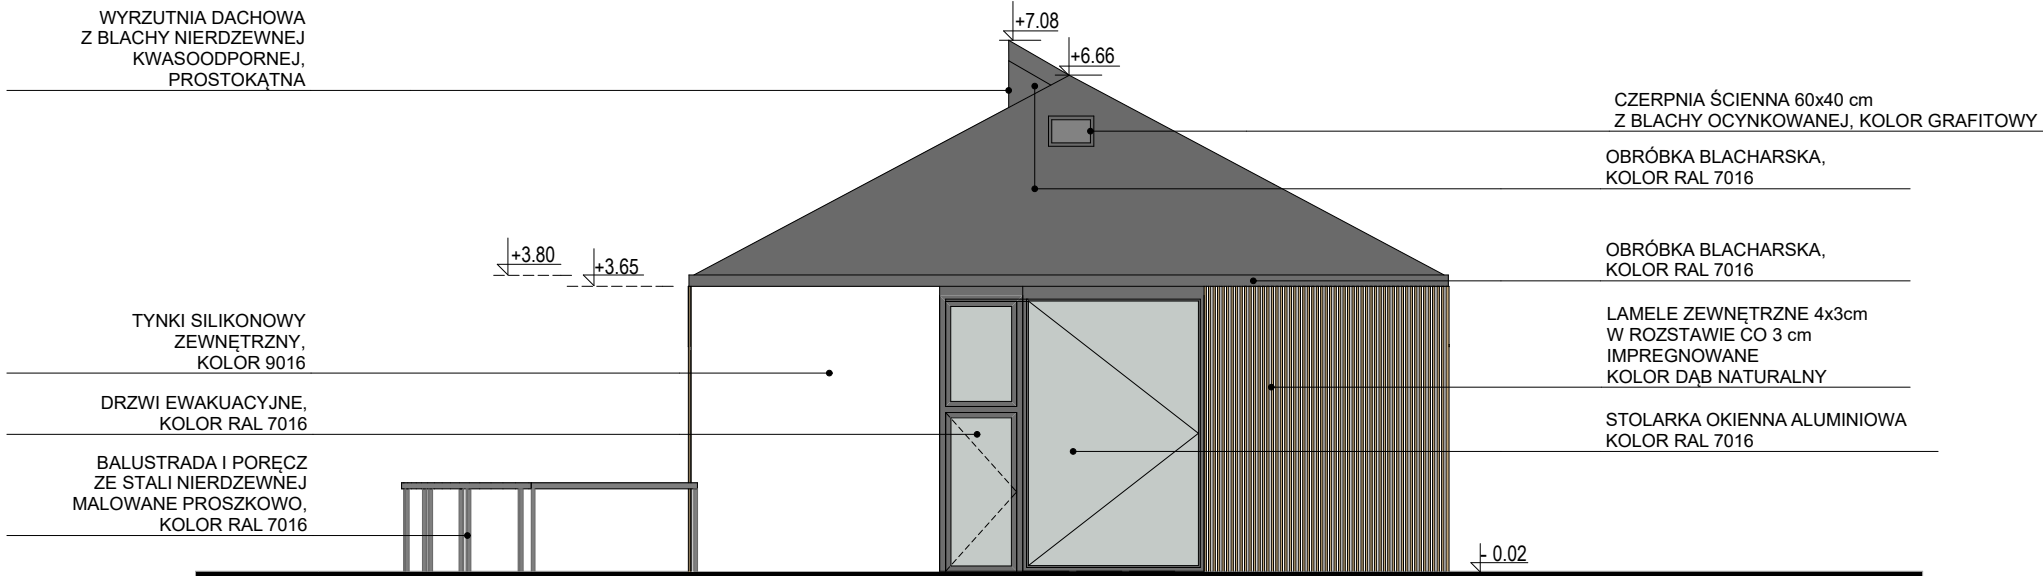 WYRZUTNIA DACHOWA
Z BLACHY NIERDZEWNEJ
KWASOODPORNEJ,
PROSTOKĄTNA
+7.08
+6.66
CZERPNIA ŚCIENNA 60x40 cm
Z BLACHY OCYNKOWANEJ, KOLOR GRAFITOWY
OBRÓBKA BLACHARSKA,
KOLOR RAL 7016
+3.80
+3.65
OBRÓBKA BLACHARSKA,
KOLOR RAL 7016
TYNKI SILIKONOWY
ZEWNĘTRZNY,
KOLOR 9016
LAMELE ZEWNĘTRZNE 4x3cm
W ROZSTAWIE CO 3 cm
IMPREGNOWANE
KOLOR DĄB NATURALNY
DRZWI EWAKUACYJNE,
KOLOR RAL 7016
STOLARKA OKIENNA ALUMINIOWA
KOLOR RAL 7016
BALUSTRADA I PORĘCZ
ZE STALI NIERDZEWNEJ
MALOWANE PROSZKOWO,
KOLOR RAL 7016
- 0.02